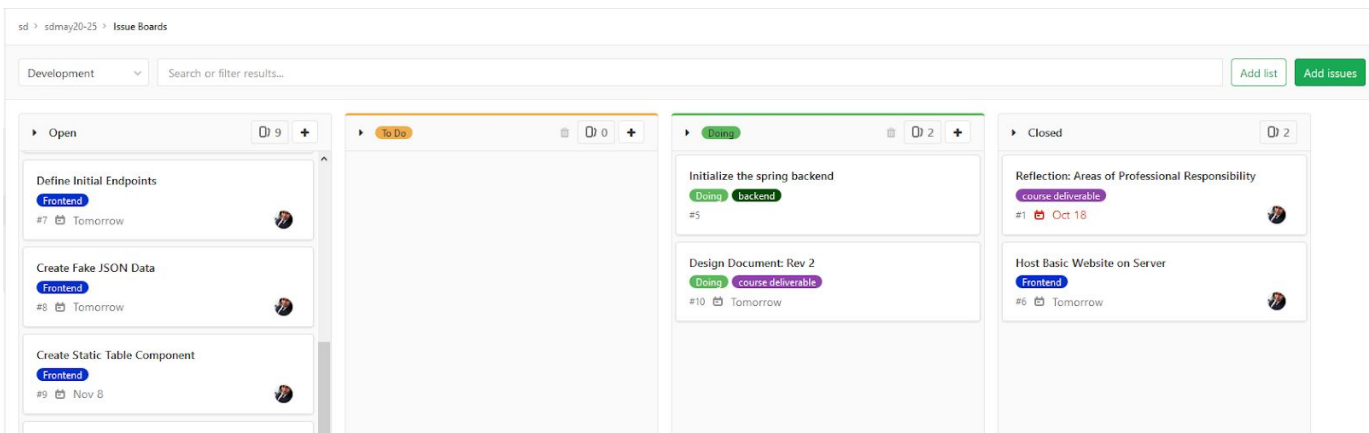 sd > sdmay20-25 > Issue Boards
Development
Search or filter results...
Add list
Add issues
Open
9
+
Define Initial Endpoints
Frontend
#7 Tomorrow
Create Fake JSON Data
Frontend
#8 Tomorrow
Create Static Table Component
Frontend
#9 Nov 8
To Do
0
+
Doing
2
+
Initialize the spring backend
Doing backend
#5
Design Document: Rev 2
Doing course deliverable
#10 Tomorrow
Closed
2
Reflection: Areas of Professional Responsibility
course deliverable
#1 Oct 18
Host Basic Website on Server
Frontend
#6 Tomorrow